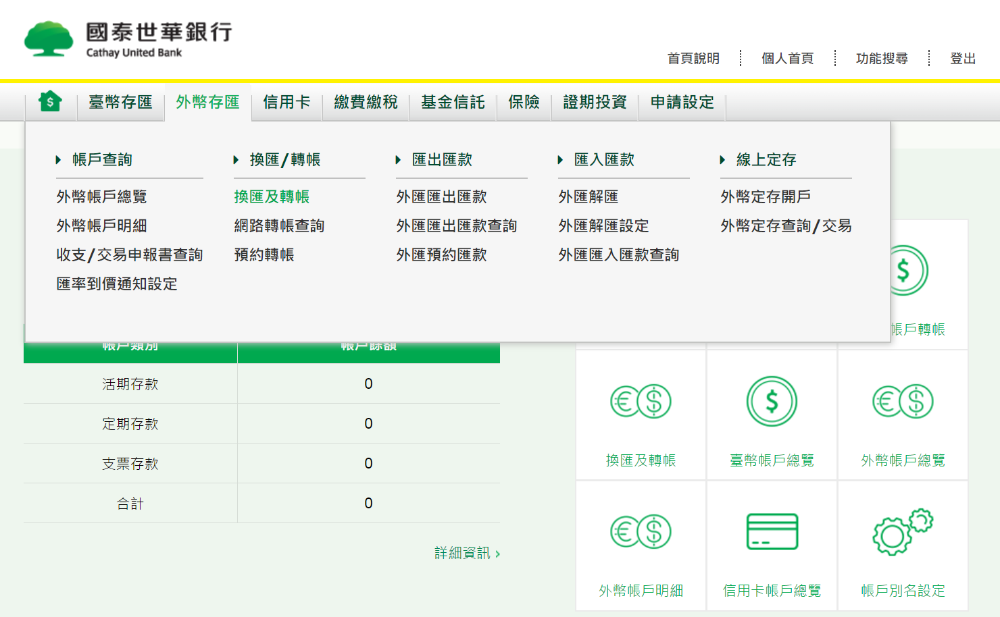 國泰世華銀行
Cathay United Bank
首頁說明 個人首頁 功能搜尋 登出
臺幣存匯 外幣存匯 信用卡 繳費繳稅 基金信託 保險 證期投資 申請設定
帳戶查詢 換匯/轉帳 匯出匯款 匯入匯款 線上定存
外幣帳戶總覽 換匯及轉帳 外匯匯出匯款 外匯解匯 外幣定存開戶
外幣帳戶明細 網路轉帳查詢 外匯匯出匯款查詢 外匯解匯設定 外幣定存查詢/交易
收支/交易申報書查詢 預約轉帳 外匯預約匯款 外匯匯入匯款查詢
匯率到價通知設定
帳戶轉帳
帳戶類別 帳戶餘額
活期存款 0
定期存款 0
支票存款 0
合計 0
詳細資訊 ›
換匯及轉帳 臺幣帳戶總覽 外幣帳戶總覽
外幣帳戶明細 信用卡帳戶總覽 帳戶別名設定